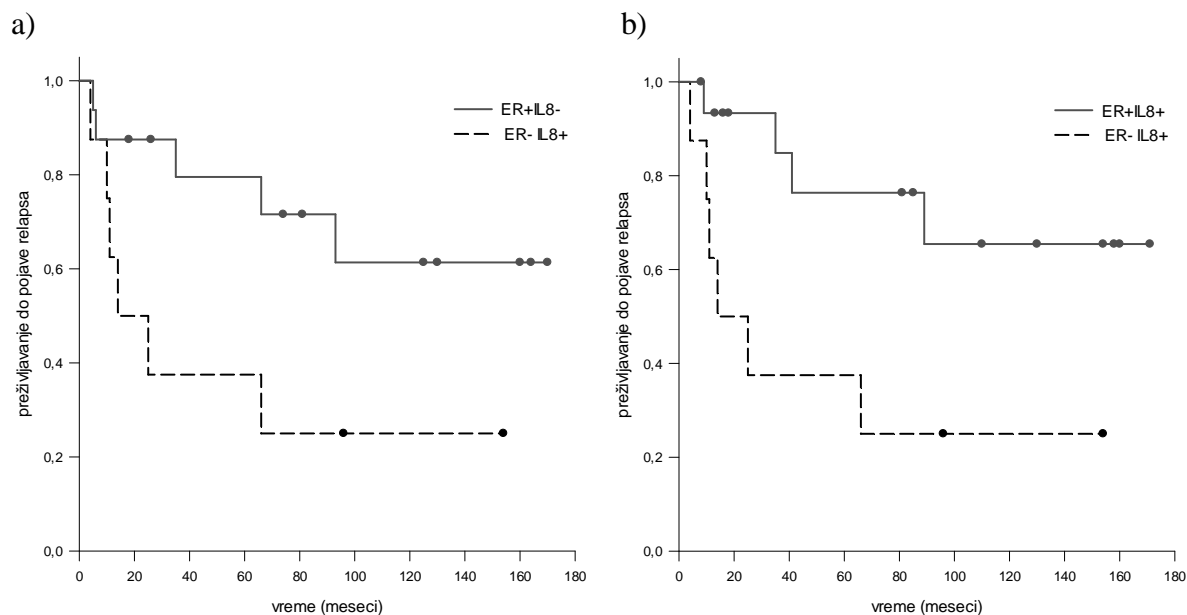 a)
1,0
0,8
0,6
0,4
0,2
0,0
preživljavanje do pojave relapsa
ER+IL8-
ER- IL8+
0 20 40 60 80 100 120 140 160 180
vreme (meseci)
b)
1,0
0,8
0,6
0,4
0,2
0,0
preživljavanje do pojave relapsa
ER+IL8+
ER- IL8+
0 20 40 60 80 100 120 140 160 180
vreme (meseci)